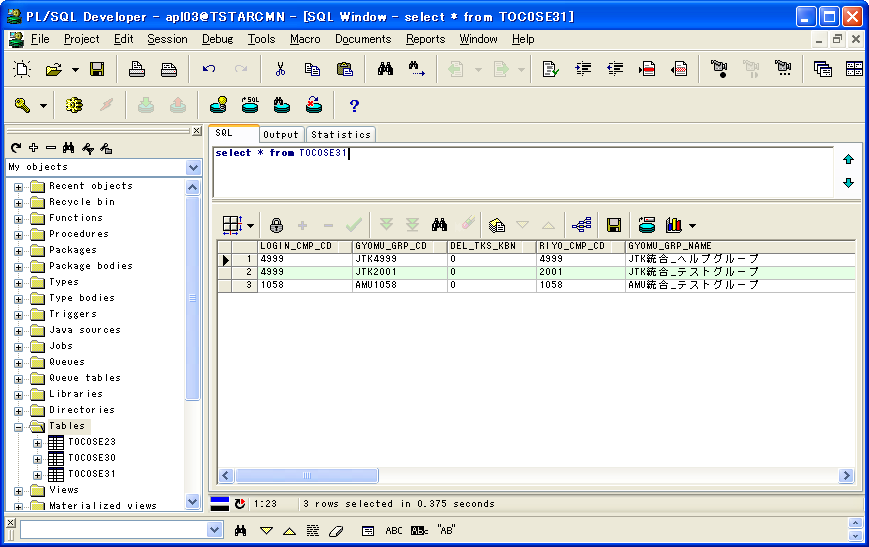 PL/SQL Developer - apl03@TSTARCMN - [SQL Window - select * from TOCOSE31]
File Project Edit Session Debug Tools Macro Documents Reports Window Help
SQL
?
SQL Output Statistics
select * from TOCOSE31
My objects
Recent objects
Recycle bin
Functions
Procedures
Packages
Package bodies
Types
Type bodies
Triggers
Java sources
Jobs
Queues
Queue tables
Libraries
Directories
Tables
TOCOSE23
TOCOSE30
TOCOSE31
Views
Materialized views
LOGIN_CMP_CD GYOMU_GRP_CD DEL_TKS_KBN RIYO_CMP_CD GYOMU_GRP_NAME
1 4999 JTK4999 0 4999 JTK統合_ヘルプグループ
2 4999 JTK2001 0 2001 JTK統合_テストグループ
3 1058 AMU1058 0 1058 AMU統合_テストグループ
1:23 3 rows selected in 0.375 seconds
ABC "AB"